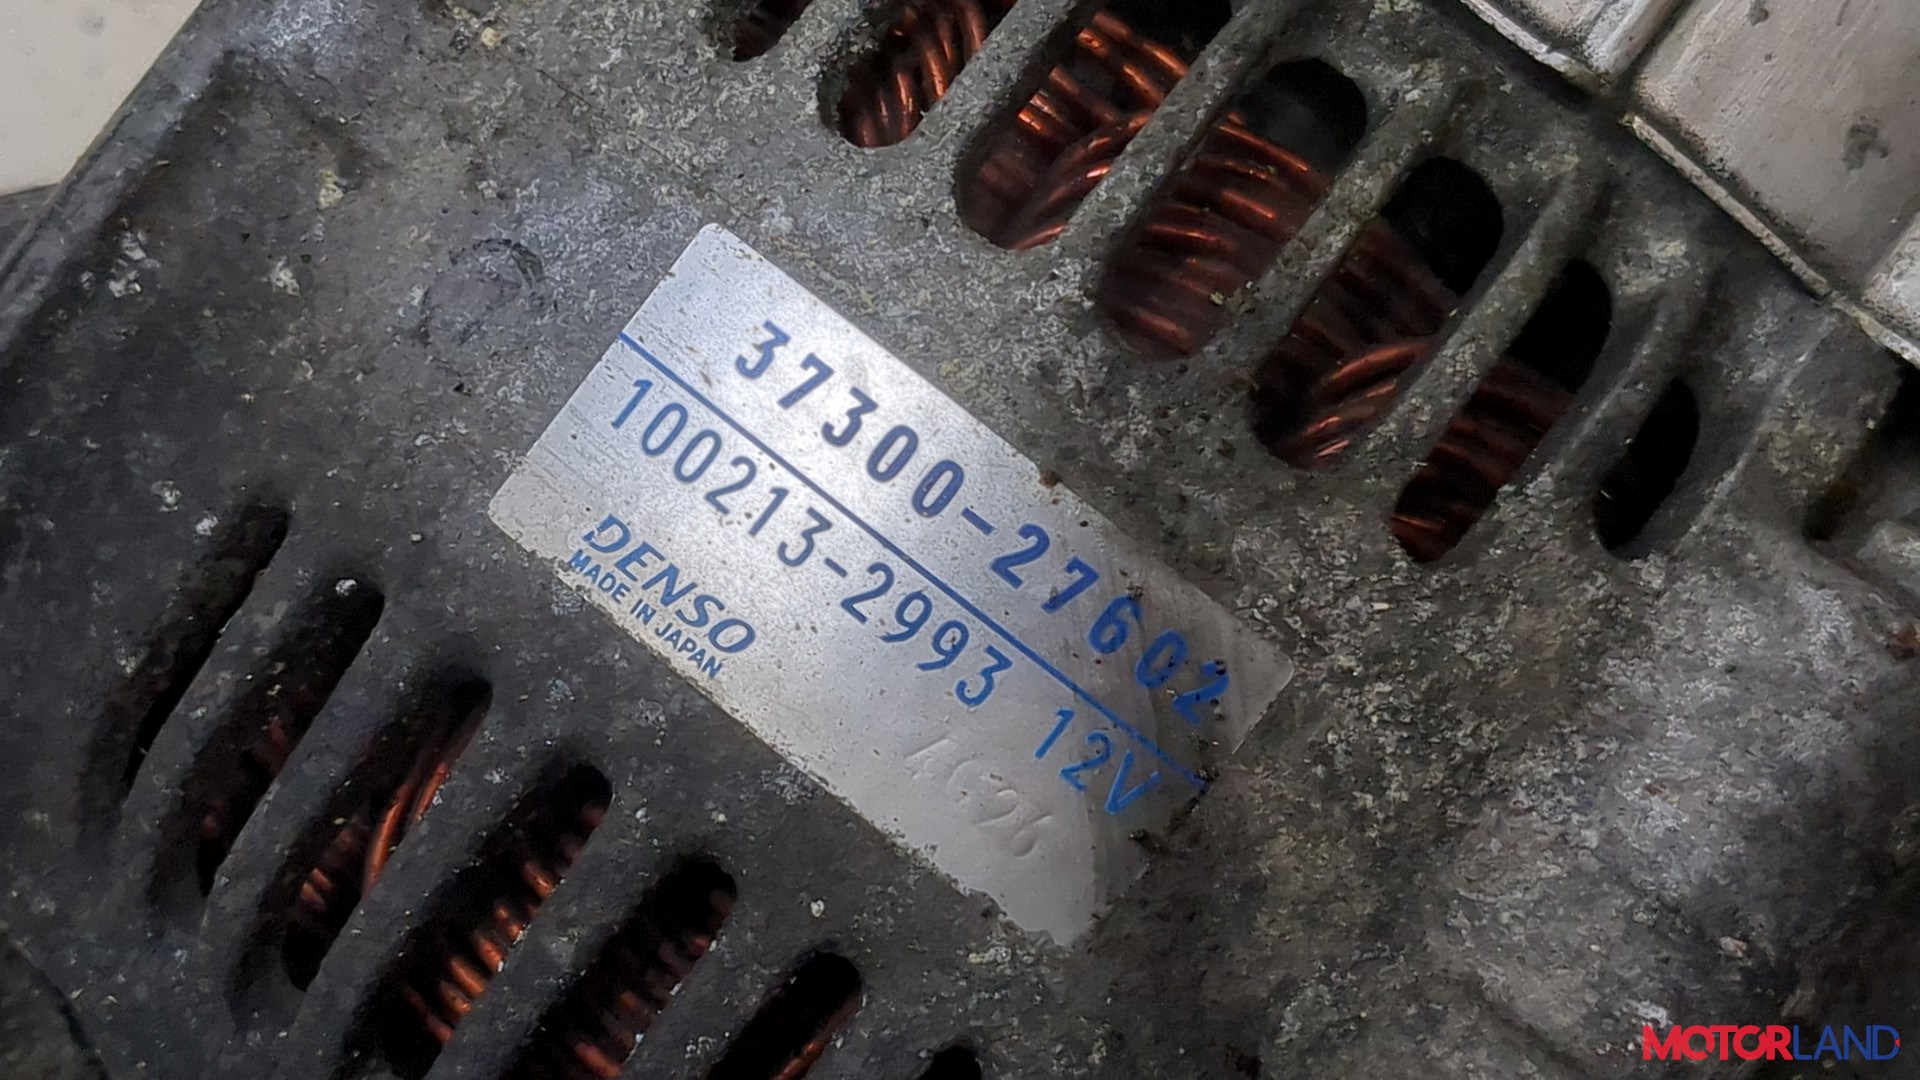 37300-27602
100213-2993 12V
DENSO
MADE IN JAPAN
MOTORLAND